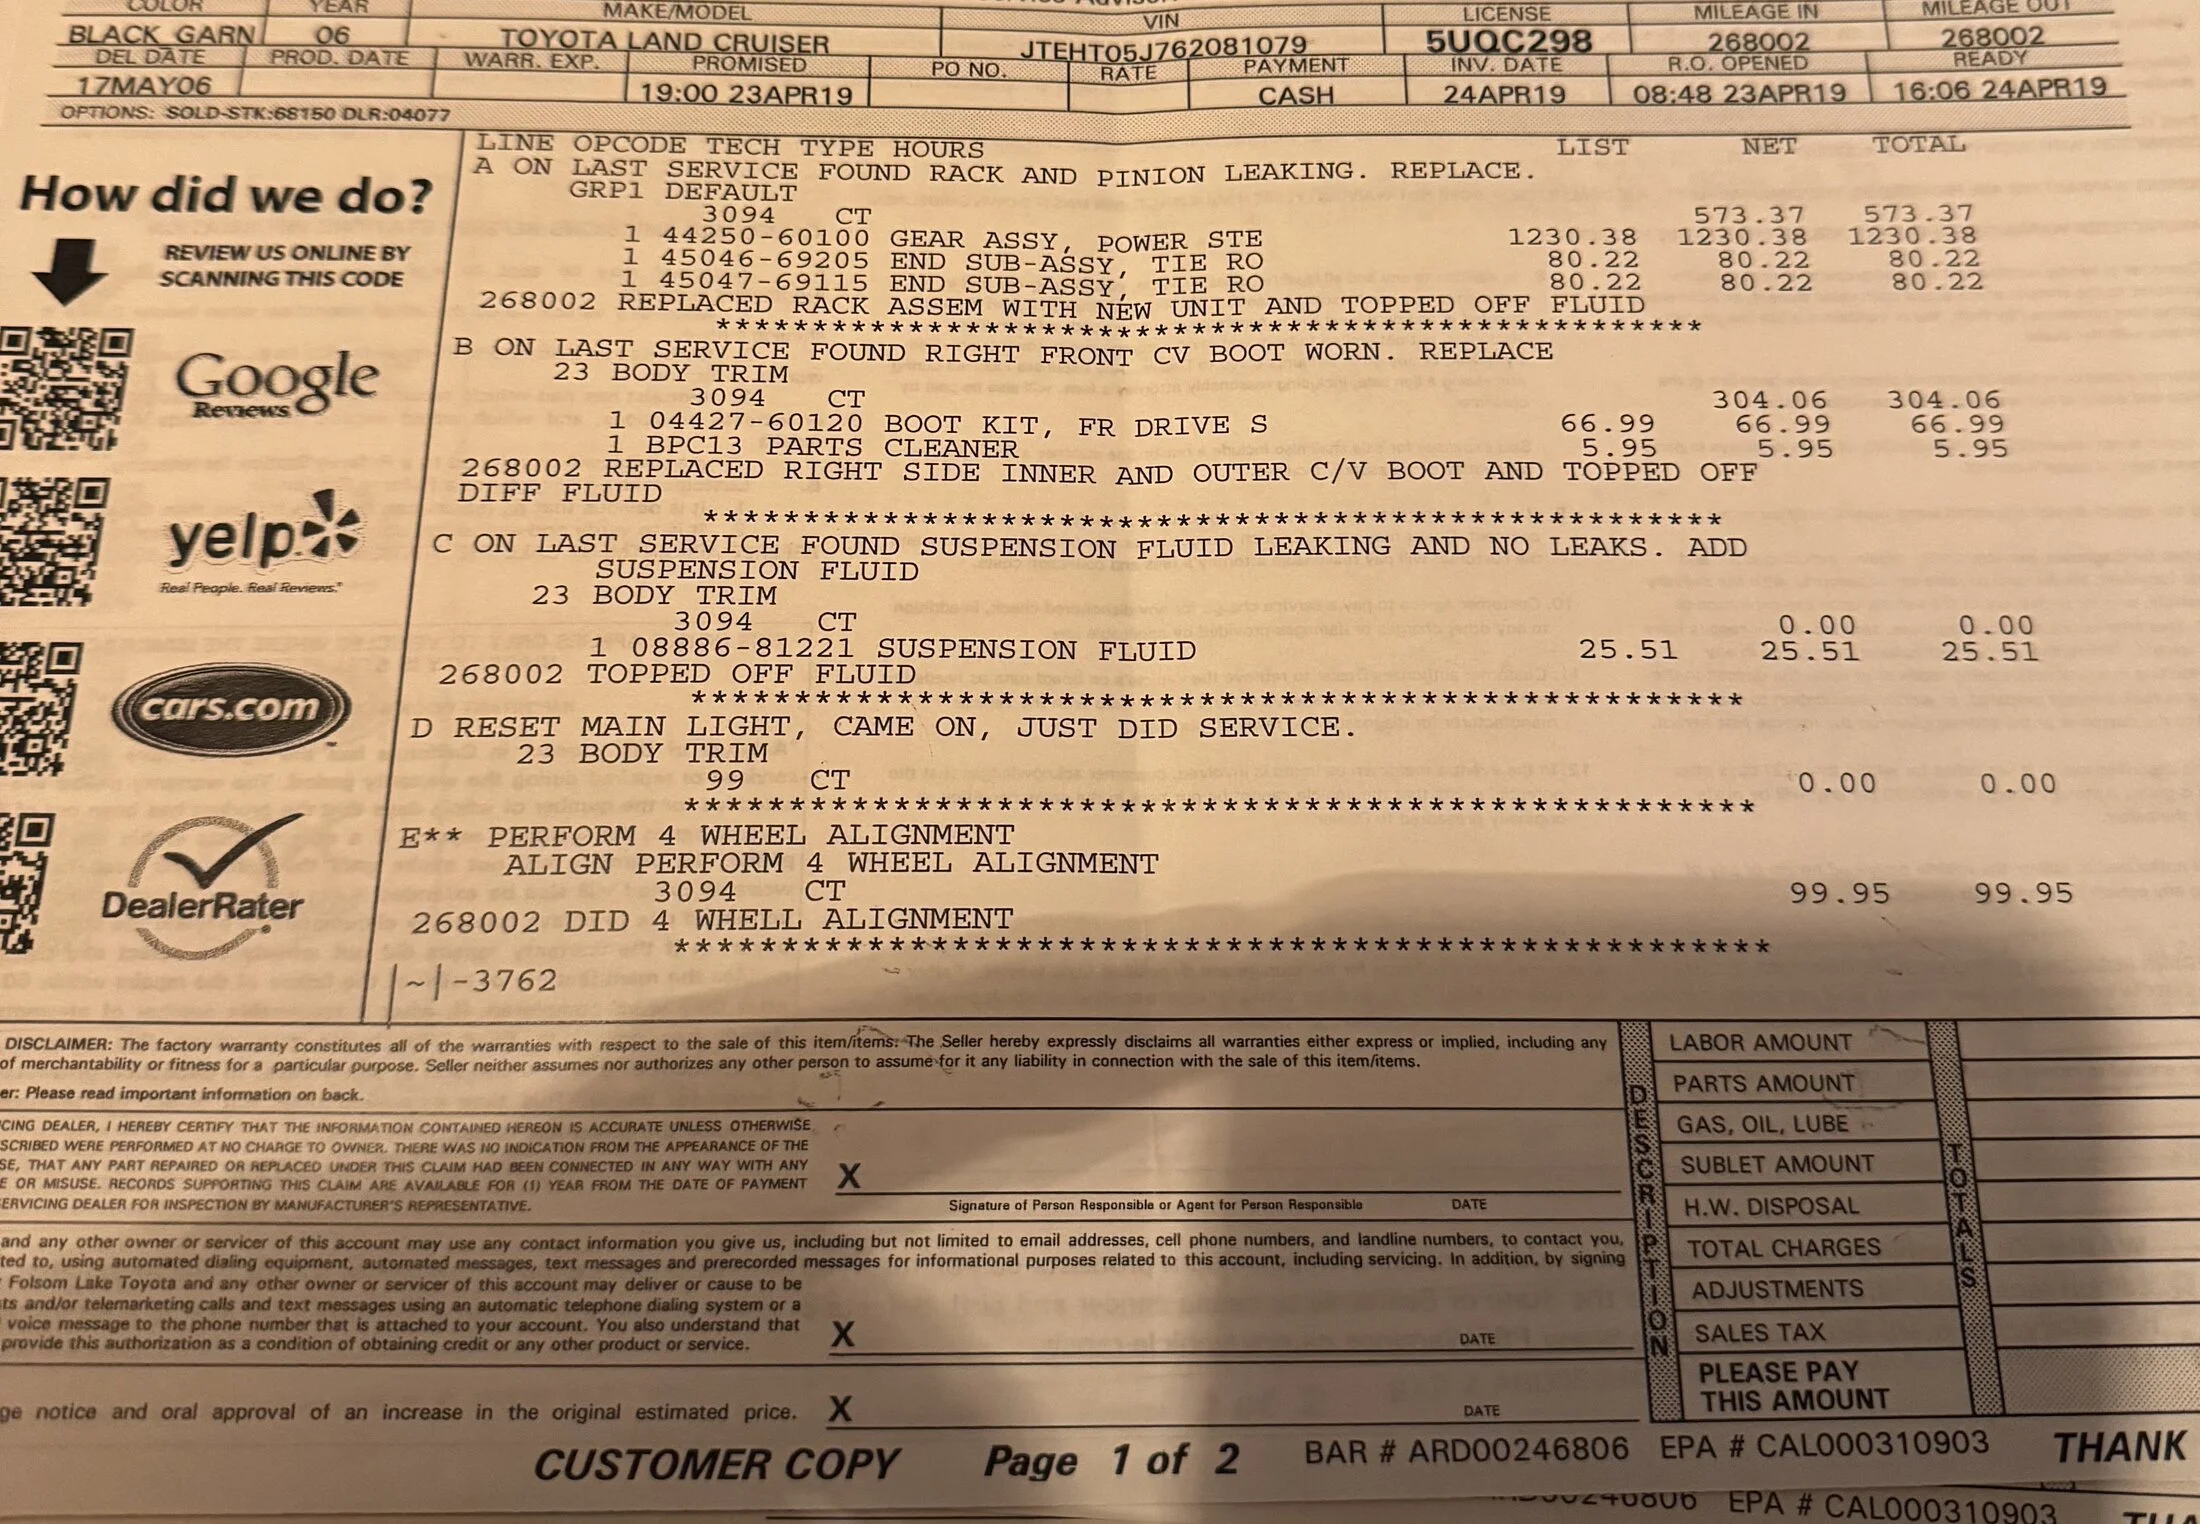 COLOR YEAR MAKE/MODEL VIN LICENSE MILEAGE IN MILEAGE OUT
BLACK GARN 06 TOYOTA LAND CRUISER JTEHT05J762081079 5UQC298 268002 268002
DEL DATE PROD. DATE WARR. EXP. PROMISED PO NO. RATE PAYMENT INV. DATE R.O. OPENED READY
17MAY06 19:00 23APR19 CASH 24APR19 08:48 23APR19 16:06 24APR19
OPTIONS: SOLD-STK:68150 DLR:04077
LINE OPCODE TECH TYPE HOURS LIST NET TOTAL
A ON LAST SERVICE FOUND RACK AND PINION LEAKING. REPLACE.
GRP1 DEFAULT
3094 CT 573.37 573.37
1 44250-60100 GEAR ASSY, POWER STE 1230.38 1230.38 1230.38
1 45046-69205 END SUB-ASSY, TIE RO 80.22 80.22 80.22
1 45047-69115 END SUB-ASSY, TIE RO 80.22 80.22 80.22
268002 REPLACED RACK ASSEM WITH NEW UNIT AND TOPPED OFF FLUID
****************************************************
B ON LAST SERVICE FOUND RIGHT FRONT CV BOOT WORN. REPLACE
23 BODY TRIM
3094 CT 304.06 304.06
1 04427-60120 BOOT KIT, FR DRIVE S 66.99 66.99 66.99
1 BPC13 PARTS CLEANER 5.95 5.95 5.95
268002 REPLACED RIGHT SIDE INNER AND OUTER C/V BOOT AND TOPPED OFF
DIFF FLUID
****************************************************
C ON LAST SERVICE FOUND SUSPENSION FLUID LEAKING AND NO LEAKS. ADD
SUSPENSION FLUID
23 BODY TRIM
3094 CT 0.00 0.00
1 08886-81221 SUSPENSION FLUID 25.51 25.51 25.51
268002 TOPPED OFF FLUID
****************************************************
D RESET MAIN LIGHT, CAME ON, JUST DID SERVICE.
23 BODY TRIM
99 CT 0.00 0.00
****************************************************
E** PERFORM 4 WHEEL ALIGNMENT
ALIGN PERFORM 4 WHEEL ALIGNMENT
3094 CT 99.95 99.95
268002 DID 4 WHELL ALIGNMENT
****************************************************
|~|-3762
How did we do?
REVIEW US ONLINE BY
SCANNING THIS CODE
Google
Reviews
yelp
Real People. Real Reviews.
cars.com
DealerRater
DISCLAIMER: The factory warranty constitutes all of the warranties with respect to the sale of this item/items. The Seller hereby expressly disclaims all warranties either express or implied, including any
of merchantability or fitness for a particular purpose. Seller neither assumes nor authorizes any other person to assume for it any liability in connection with the sale of this item/items.
er: Please read important information on back.
CING DEALER, I HEREBY CERTIFY THAT THE INFORMATION CONTAINED HEREON IS ACCURATE UNLESS OTHERWISE
SCRIBED WERE PERFORMED AT NO CHARGE TO OWNER. THERE WAS NO INDICATION FROM THE APPEARANCE OF THE
SE, THAT ANY PART REPAIRED OR REPLACED UNDER THIS CLAIM HAD BEEN CONNECTED IN ANY WAY WITH ANY
E OR MISUSE. RECORDS SUPPORTING THIS CLAIM ARE AVAILABLE FOR (1) YEAR FROM THE DATE OF PAYMENT
SERVICING DEALER FOR INSPECTION BY MANUFACTURER'S REPRESENTATIVE.
X
Signature of Person Responsible or Agent for Person Responsible DATE
and any other owner or servicer of this account may use any contact information you give us, including but not limited to email addresses, cell phone numbers, and landline numbers, to contact you,
ted to, using automated dialing equipment, automated messages, text messages and prerecorded messages for informational purposes related to this account, including servicing. In addition, by signing
Folsom Lake Toyota and any other owner or servicer of this account may deliver or cause to be
ts and/or telemarketing calls and text messages using an automatic telephone dialing system or a
voice message to the phone number that is attached to your account. You also understand that
provide this authorization as a condition of obtaining credit or any other product or service.
X DATE
ge notice and oral approval of an increase in the original estimated price.
X DATE
DESCRIPTION
LABOR AMOUNT
PARTS AMOUNT
GAS, OIL, LUBE
SUBLET AMOUNT
H.W. DISPOSAL
TOTAL CHARGES
ADJUSTMENTS
SALES TAX
PLEASE PAY
THIS AMOUNT
TOTALS
CUSTOMER COPY Page 1 of 2 BAR # ARD00246806 EPA # CAL000310903 THANK
EPA # CAL000310903